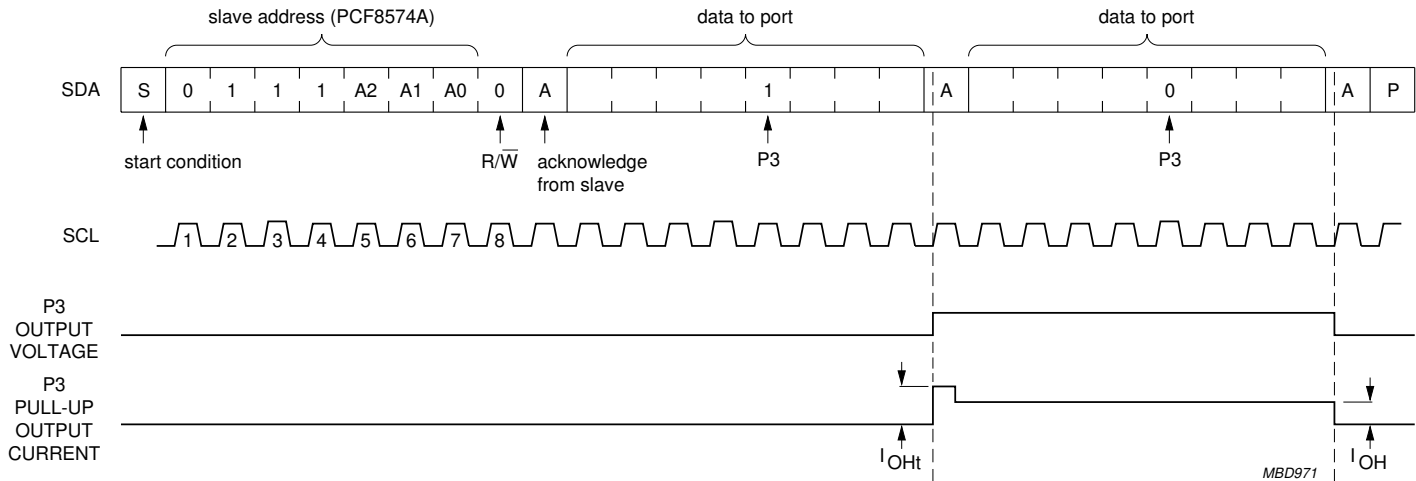 slave address (PCF8574A) data to port data to port
SDA S 0 1 1 1 A2 A1 A0 0 A 1 A 0 A P
start condition R/W̅ acknowledge from slave P3 P3
SCL 1 2 3 4 5 6 7 8
P3
OUTPUT
VOLTAGE
P3
PULL-UP
OUTPUT
CURRENT
I OHt
I OH
MBD971